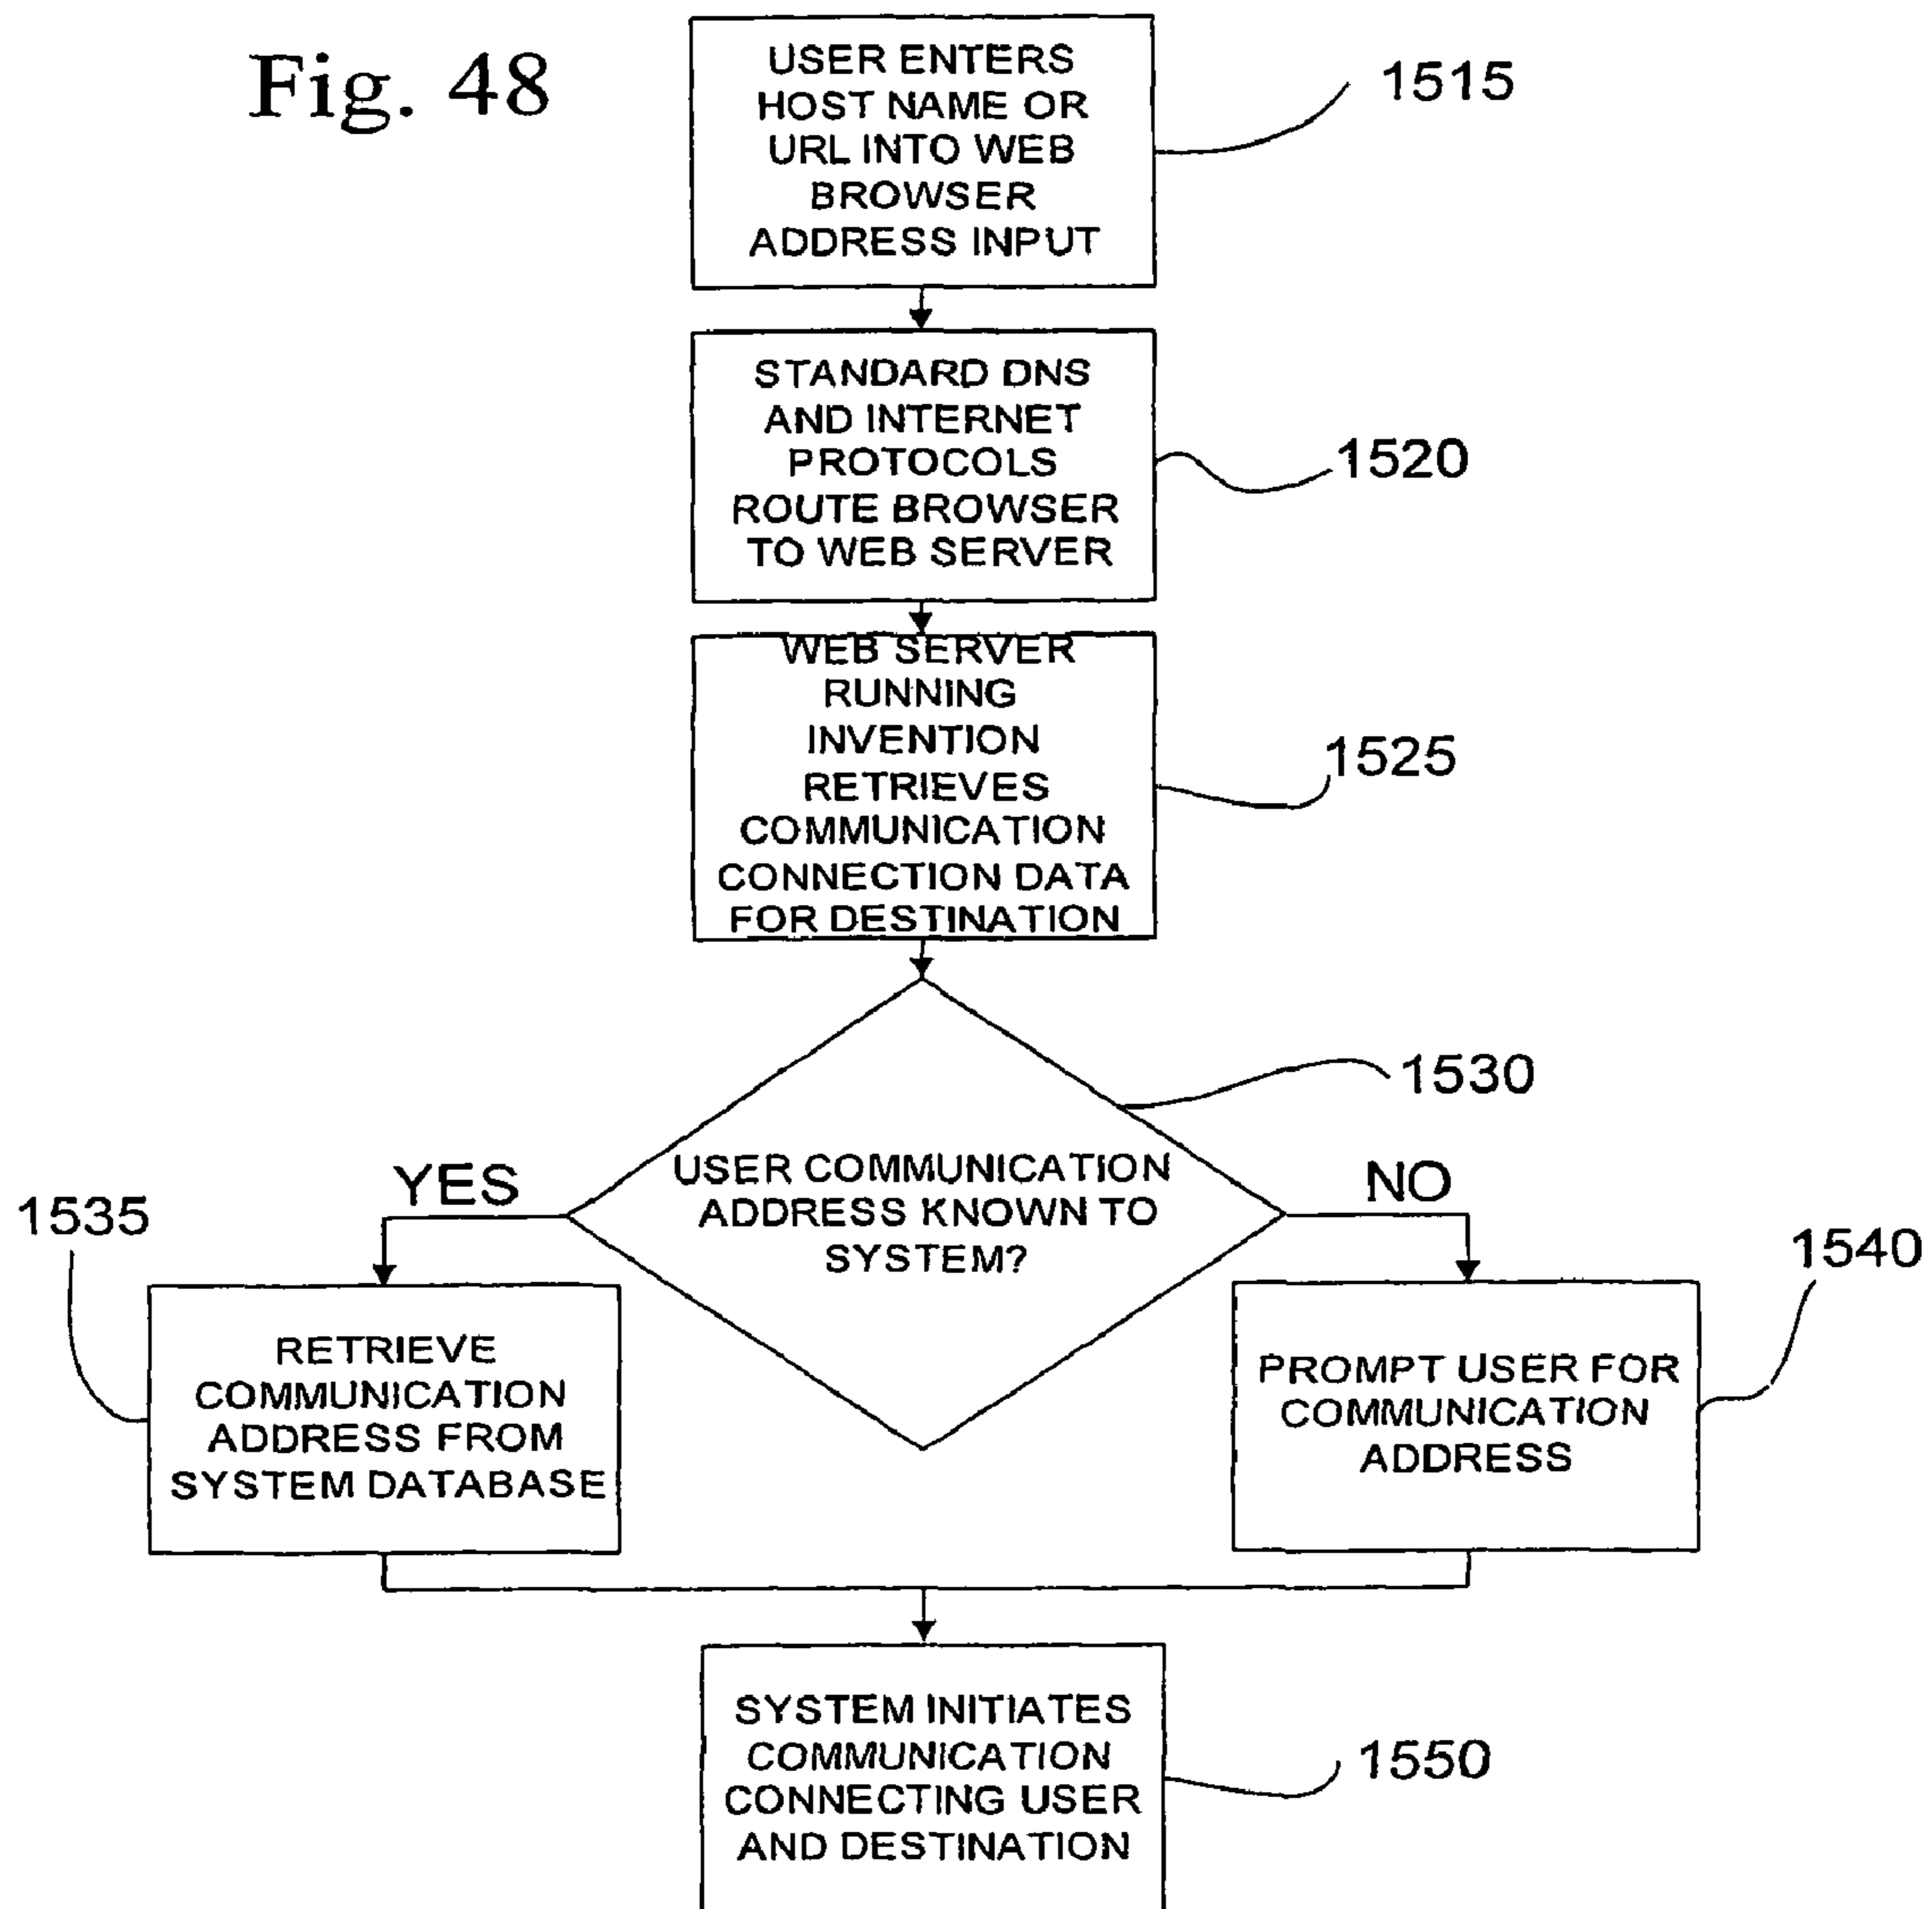 Fig. 48
USER ENTERS
HOST NAME OR
URL INTO WEB
BROWSER
ADDRESS INPUT
1515
STANDARD DNS
AND INTERNET
PROTOCOLS
ROUTE BROWSER
TO WEB SERVER
1520
WEB SERVER
RUNNING
INVENTION
RETRIEVES
COMMUNICATION
CONNECTION DATA
FOR DESTINATION
1525
USER COMMUNICATION
ADDRESS KNOWN TO
SYSTEM?
1530
YES
NO
1535
RETRIEVE
COMMUNICATION
ADDRESS FROM
SYSTEM DATABASE
1540
PROMPT USER FOR
COMMUNICATION
ADDRESS
SYSTEM INITIATES
COMMUNICATION
CONNECTING USER
AND DESTINATION
1550